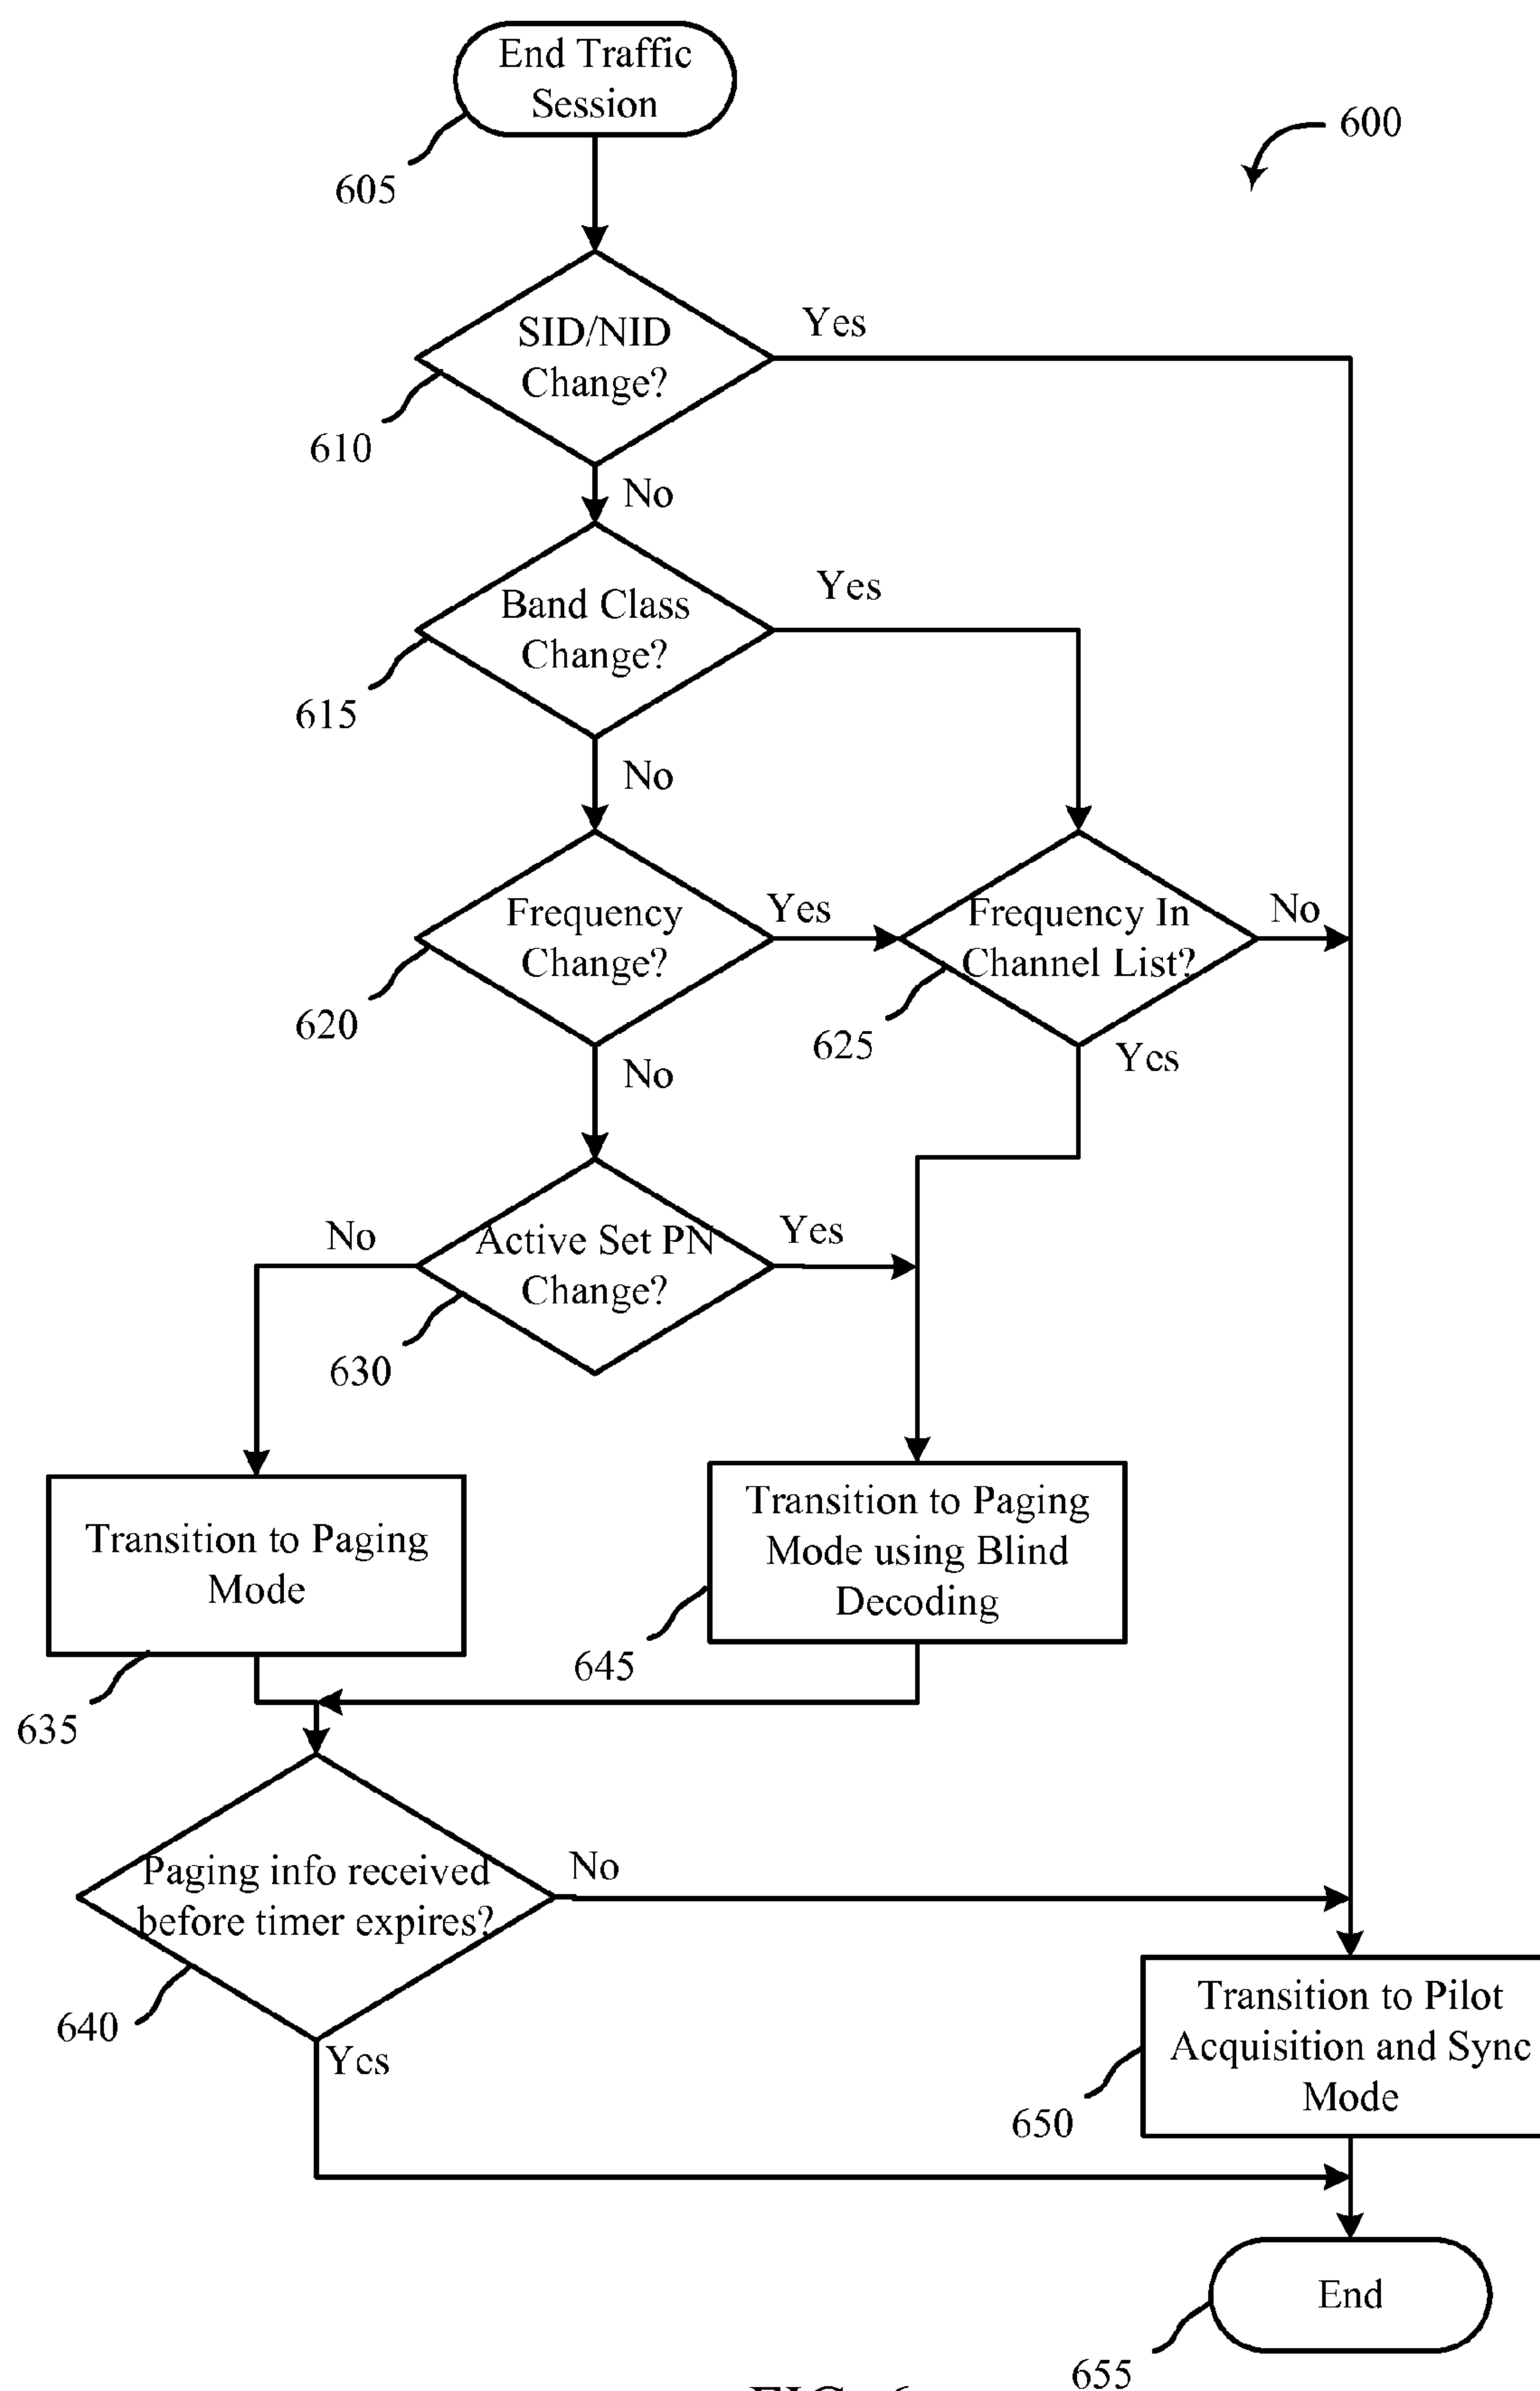 End Traffic
Session
600
605
SID/NID
Change?
Yes
610
No
Band Class
Change?
Yes
615
No
Frequency
Change?
Yes
Frequency In
Channel List?
No
620
625
No
Yes
Active Set PN
Change?
No
Yes
630
Transition to Paging
Mode
Transition to Paging
Mode using Blind
Decoding
635
645
Paging info received
before timer expires?
No
640
Yes
Transition to Pilot
Acquisition and Sync
Mode
650
End
655